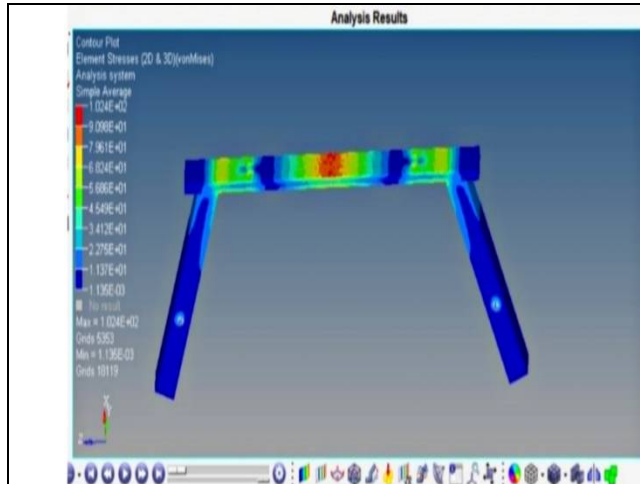 Analysis Results
Contour Plot
Element Stresses (2D & 3D)(vonMises)
Analysis system
Simple Average
1.024E+02
9.098E+01
7.961E+01
6.824E+01
5.686E+01
4.549E+01
3.412E+01
2.275E+01
1.137E+01
1.135E-03
No result
Max = 1.024E+02
Grids 5353
Min = 1.135E-03
Grids 18119
X
Z